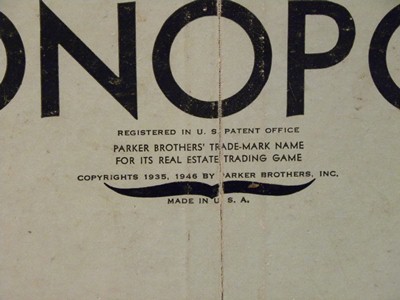 ONOPO
REGISTERED IN U. S. PATENT OFFICE
PARKER BROTHERS' TRADE-MARK NAME
FOR ITS REAL ESTATE TRADING GAME
COPYRIGHTS 1935, 1946 BY PARKER BROTHERS, INC.
MADE IN U. S. A.